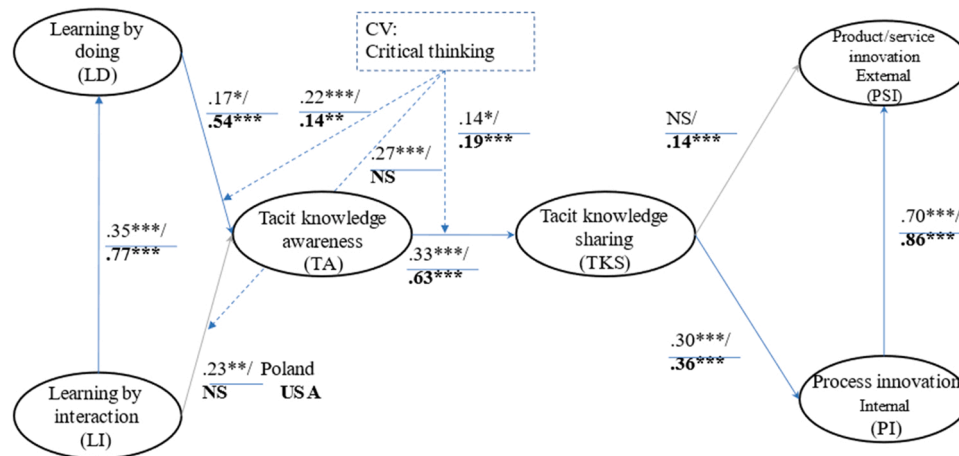 Learning by
doing
(LD)
CV:
Critical thinking
Product/service
innovation
External
(PSI)
.17*/
.54***
.22***/
.14**
.14*/
.19***
NS/
.14***
.27***/
NS
Tacit knowledge
awareness
(TA)
Tacit knowledge
sharing
(TKS)
.35***/
.77***
.33***/
.63***
.70***/
.86***
.30***/
.36***
.23**/ Poland
NS USA
Learning by
interaction
(LI)
Process innovation
Internal
(PI)